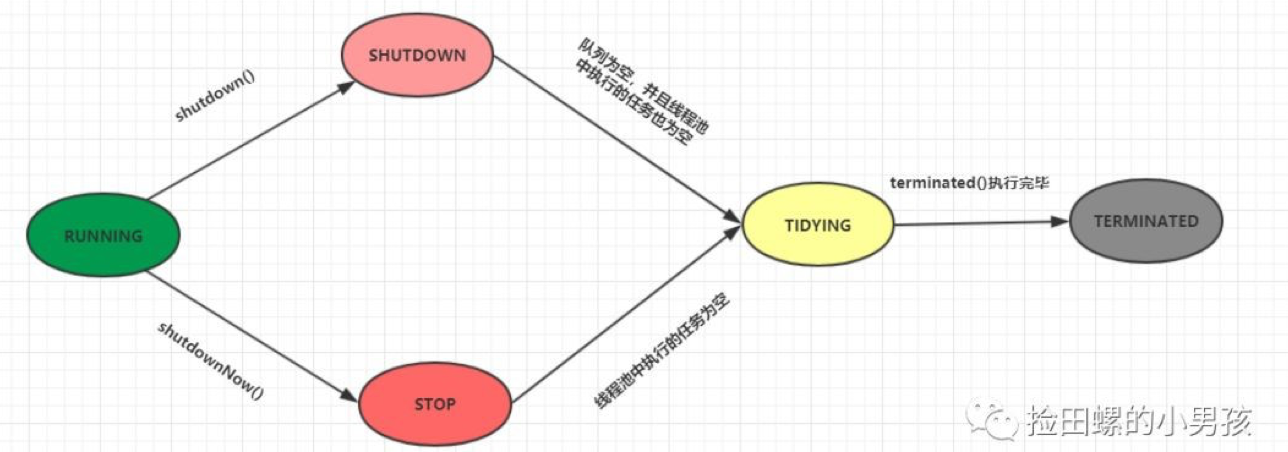 SHUTDOWN
队列为空，并且线程池
中执行的任务也为空
shutdown()
terminated()执行完毕
RUNNING
TIDYING
TERMINATED
shutdownNow()
线程池中执行的任务为空
STOP
捡田螺的小男孩